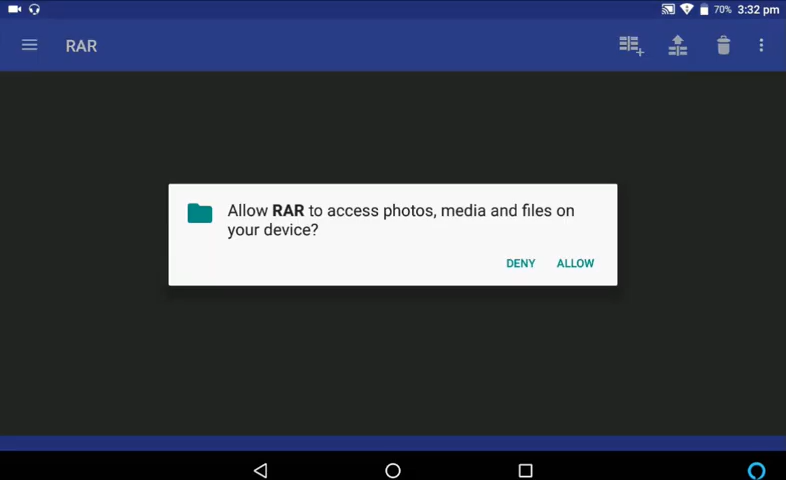 70% 3:32 pm
RAR
Allow RAR to access photos, media and files on
your device?
DENY ALLOW